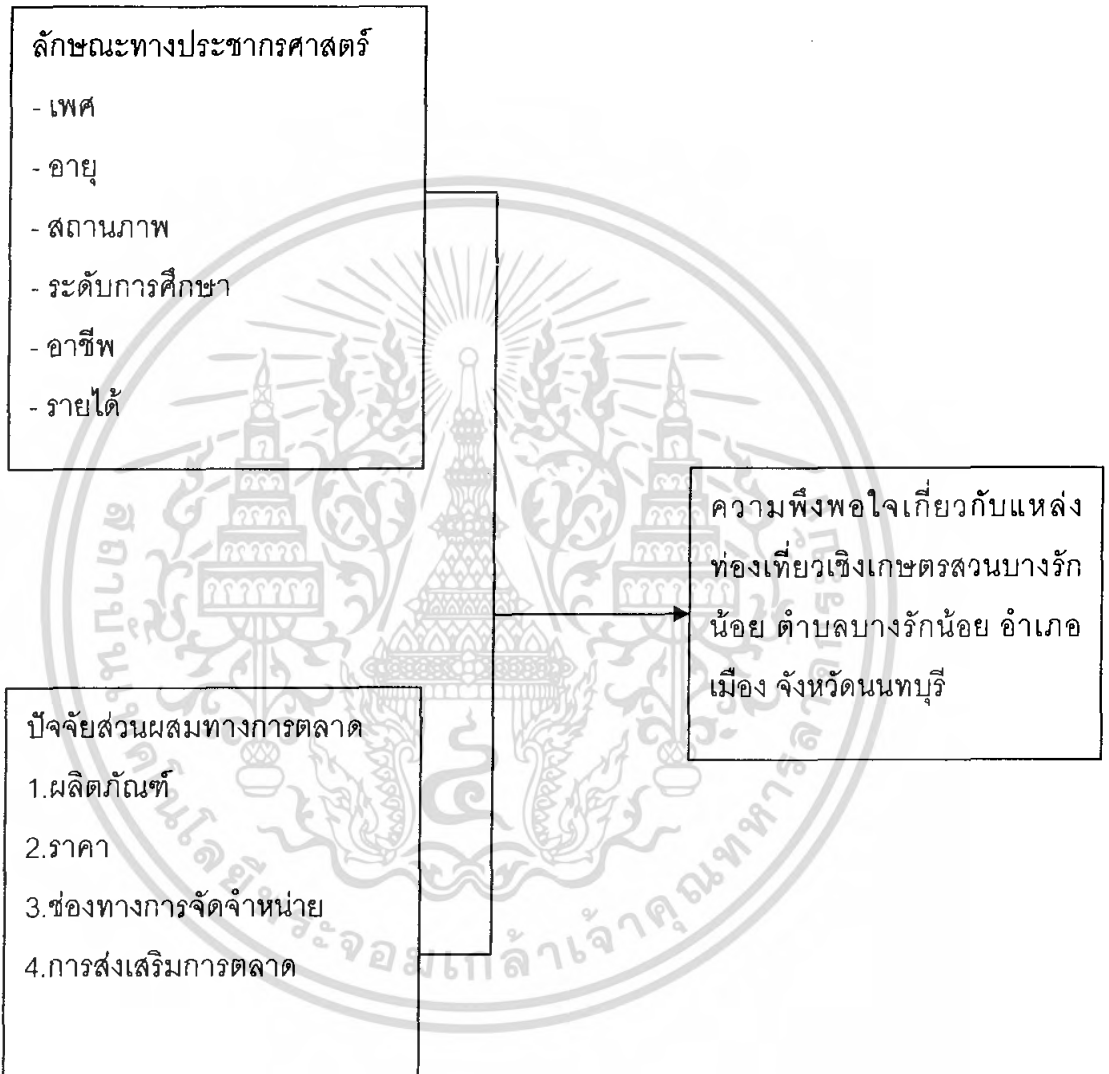 ลักษณะทางประชากรศาสตร์
- เพศ
- อายุ
- สถานภาพ
- ระดับการศึกษา
- อาชีพ
- รายได้
ความพึงพอใจเกี่ยวกับแหล่ง
ท่องเที่ยวเชิงเกษตรสวนบางรัก
น้อย ตำบลบางรักน้อย อำเภอ
เมือง จังหวัดนนทบุรี
ปัจจัยส่วนผสมทางการตลาด
1.ผลิตภัณฑ์
2.ราคา
3.ช่องทางการจัดจำหน่าย
4.การส่งเสริมการตลาด